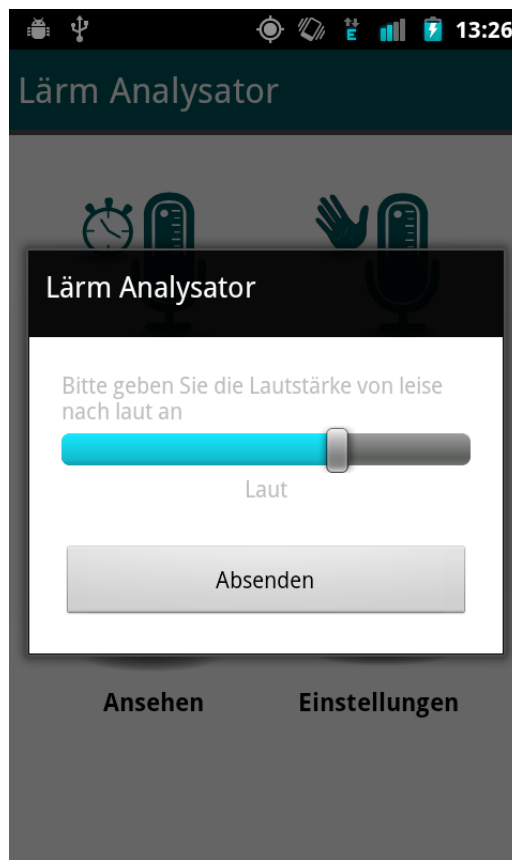 E 13:26
Lärm Analysator
Lärm Analysator
Bitte geben Sie die Lautstärke von leise
nach laut an
Laut
Absenden
Ansehen Einstellungen